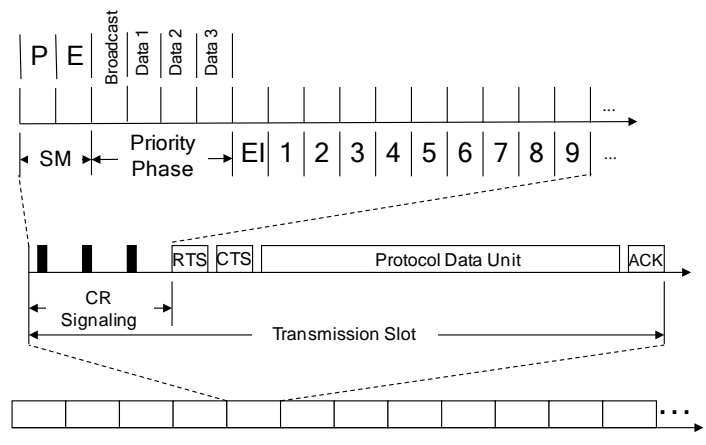 P E Broadcast Data 1 Data 2 Data 3
...
SM Priority Phase EI 1 2 3 4 5 6 7 8 9 ...
RTS CTS Protocol Data Unit ACK
CR
Signaling
Transmission Slot
...